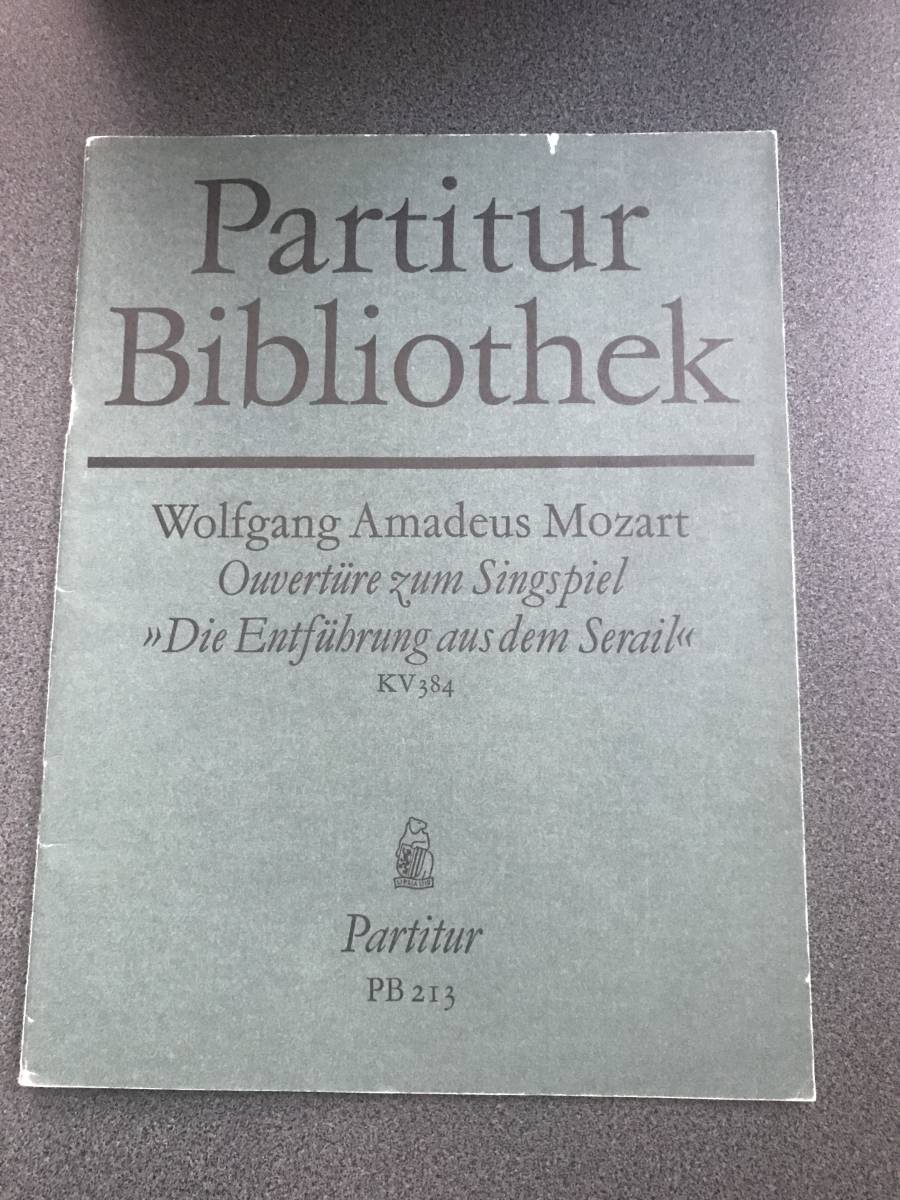 Partitur
Bibliothek
Wolfgang Amadeus Mozart
Ouvertüre zum Singspiel
»Die Entführung aus dem Serail«
KV 384
Partitur
PB 213